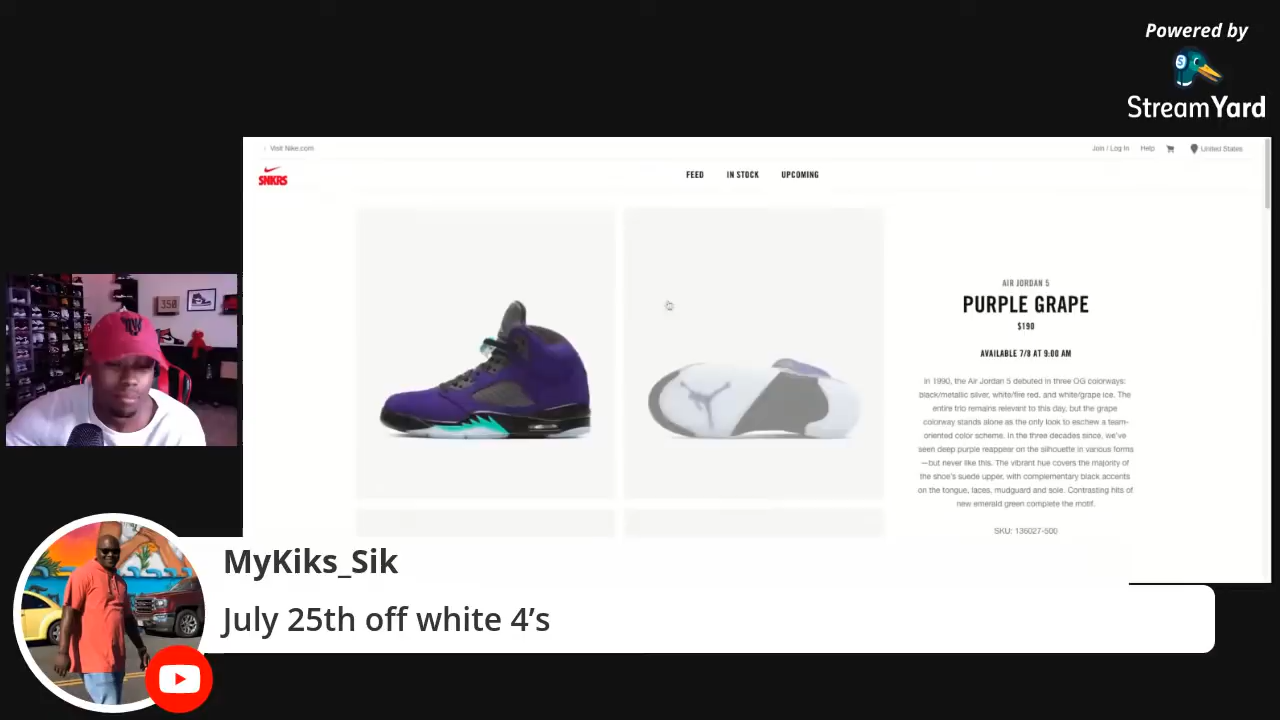 Powered by
StreamYard
Visit Nike.com
Join / Log In Help United States
SNKRS
FEED IN STOCK UPCOMING
350
AIR JORDAN 5
PURPLE GRAPE
$190
AVAILABLE 7/8 AT 9:00 AM
In 1990, the Air Jordan 5 debuted in three OG colorways:
black/metallic silver, white/fire red, and white/grape ice. The
entire trio remains relevant to this day, but the grape
colorway stands alone as the only look to eschew a team-
oriented color scheme. In the three decades since, we've
seen deep purple reappear on the silhouette in various forms
—but never like this. The vibrant hue covers the majority of
the shoe's suede upper, with complementary black accents
on the tongue, laces, mudguard and sole. Contrasting hits of
new emerald green complete the motif.
SKU: 136027-500
MyKiks_Sik
July 25th off white 4’s